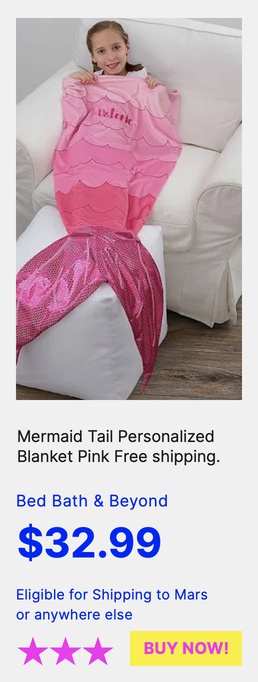 Valerie
Mermaid Tail Personalized
Blanket Pink Free shipping.
Bed Bath & Beyond
$32.99
Eligible for Shipping to Mars
or anywhere else
BUY NOW!